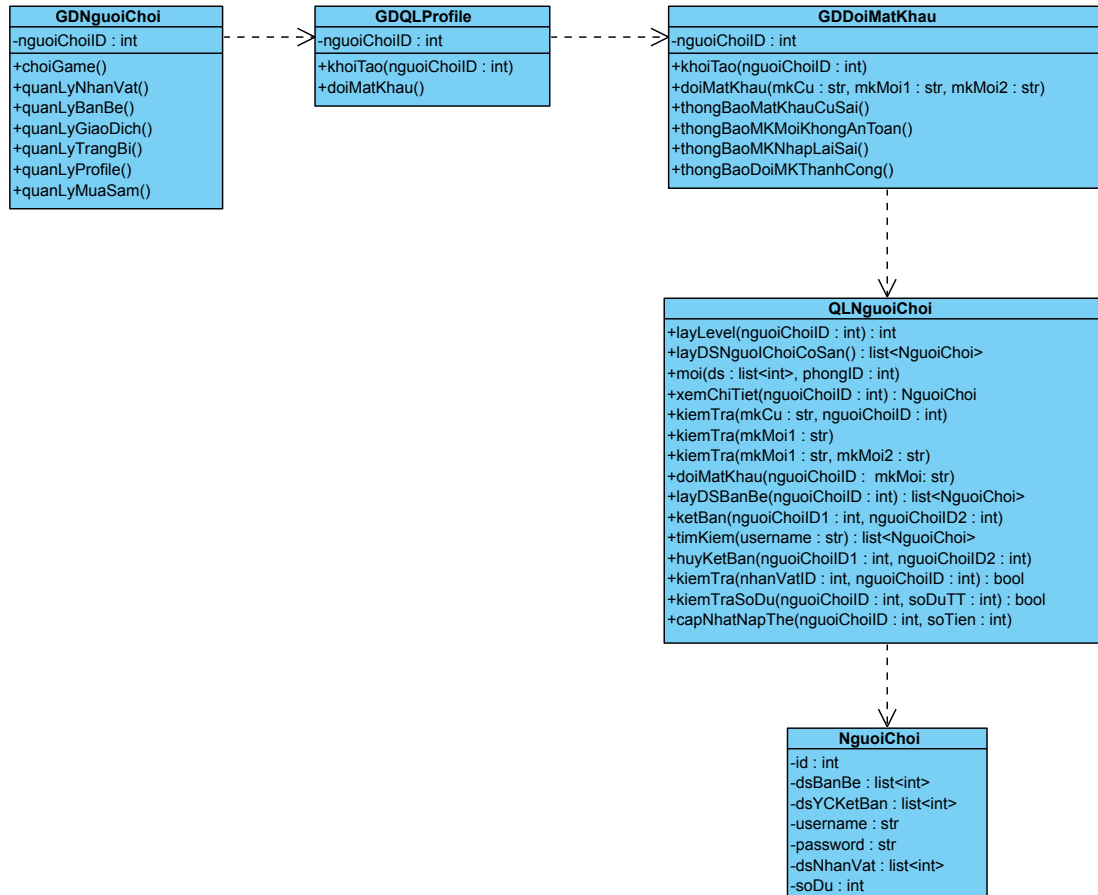 GDNguoiChoi
-nguoiChoiID : int
+choiGame()
+quanLyNhanVat()
+quanLyBanBe()
+quanLyGiaoDich()
+quanLyTrangBi()
+quanLyProfile()
+quanLyMuaSam()
GDQLProfile
-nguoiChoiID : int
+khoiTao(nguoiChoiID : int)
+doiMatKhau()
GDDoiMatKhau
-nguoiChoiID : int
+khoiTao(nguoiChoiID : int)
+doiMatKhau(mkCu : str, mkMoi1 : str, mkMoi2 : str)
+thongBaoMatKhauCuSai()
+thongBaoMKMoiKhongAnToan()
+thongBaoMKNhapLaiSai()
+thongBaoDoiMKThanhCong()
QLNguoiChoi
+layLevel(nguoiChoiID : int) : int
+layDSNguoIChoiCoSan() : list<NguoiChoi>
+moi(ds : list<int>, phongID : int)
+xemChiTiet(nguoiChoiID : int) : NguoiChoi
+kiemTra(mkCu : str, nguoiChoiID : int)
+kiemTra(mkMoi1 : str)
+kiemTra(mkMoi1 : str, mkMoi2 : str)
+doiMatKhau(nguoiChoiID :  mkMoi: str)
+layDSBanBe(nguoiChoiID : int) : list<NguoiChoi>
+ketBan(nguoiChoiID1 : int, nguoiChoiID2 : int)
+timKiem(username : str) : list<NguoiChoi>
+huyKetBan(nguoiChoiID1 : int, nguoiChoiID2 : int)
+kiemTra(nhanVatID : int, nguoiChoiID : int) : bool
+kiemTraSoDu(nguoiChoiID : int, soDuTT : int) : bool
+capNhatNapThe(nguoiChoiID : int, soTien : int)
NguoiChoi
-id : int
-dsBanBe : list<int>
-dsYCKetBan : list<int>
-username : str
-password : str
-dsNhanVat : list<int>
-soDu : int